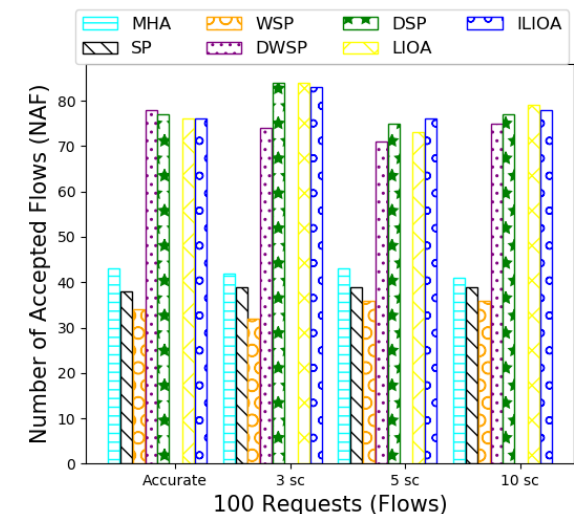 MHA WSP DSP ILIOA
SP DWSP LIOA
Number of Accepted Flows (NAF)
80
70
60
50
40
30
20
10
0
Accurate 3 sc 5 sc 10 sc
100 Requests (Flows)